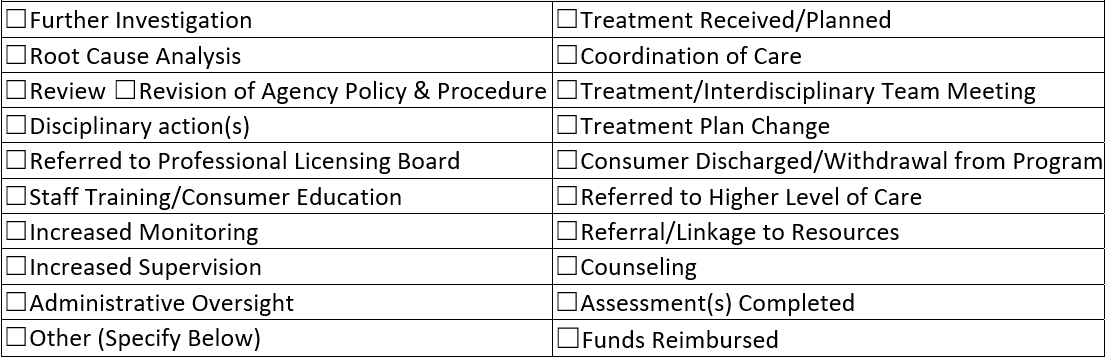 ☐Further Investigation ☐Treatment Received/Planned
☐Root Cause Analysis ☐Coordination of Care
☐Review ☐Revision of Agency Policy & Procedure ☐Treatment/Interdisciplinary Team Meeting
☐Disciplinary action(s) ☐Treatment Plan Change
☐Referred to Professional Licensing Board ☐Consumer Discharged/Withdrawal from Program
☐Staff Training/Consumer Education ☐Referred to Higher Level of Care
☐Increased Monitoring ☐Referral/Linkage to Resources
☐Increased Supervision ☐Counseling
☐Administrative Oversight ☐Assessment(s) Completed
☐Other (Specify Below) ☐Funds Reimbursed